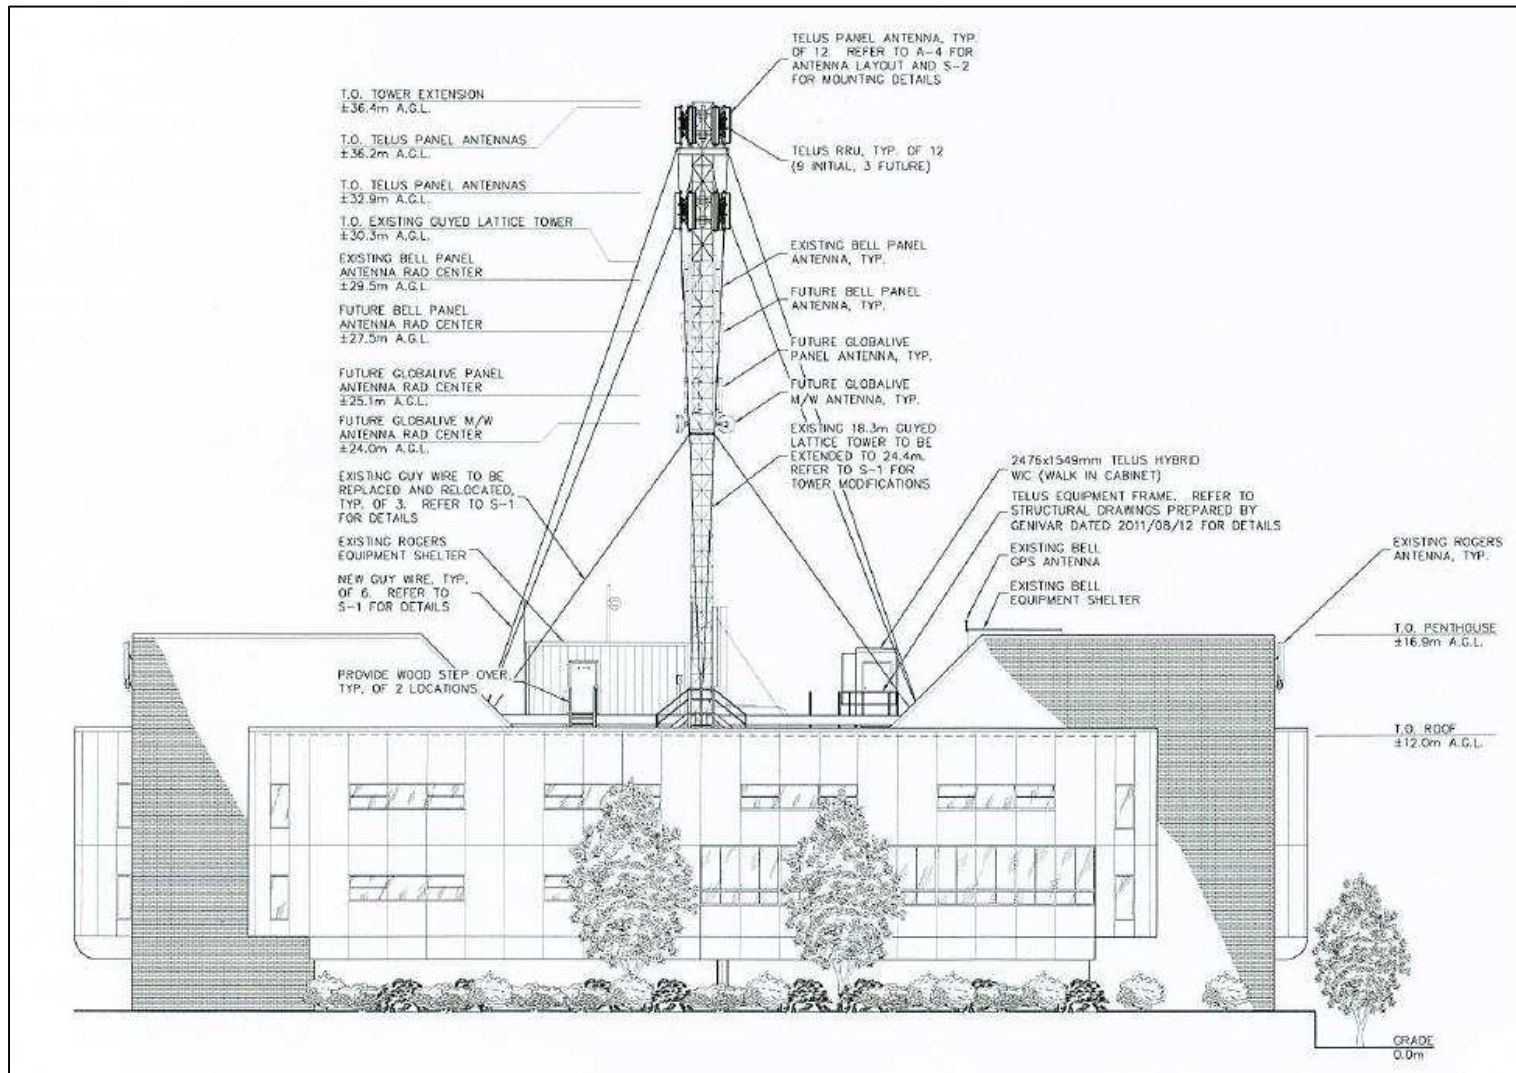 TELUS PANEL ANTENNA, TYP.
OF 12. REFER TO A-4 FOR
ANTENNA LAYOUT AND S-2
FOR MOUNTING DETAILS
T.O. TOWER EXTENSION
±36.4m A.G.L.
T.O. TELUS PANEL ANTENNAS
±36.2m A.G.L.
TELUS RRU, TYP. OF 12
(9 INITIAL, 3 FUTURE)
T.O. TELUS PANEL ANTENNAS
±32.9m A.G.L.
T.O. EXISTING GUYED LATTICE TOWER
±30.3m A.G.L.
EXISTING BELL PANEL
ANTENNA RAD CENTER
±29.5m A.G.L.
FUTURE BELL PANEL
ANTENNA RAD CENTER
±27.5m A.G.L.
FUTURE GLOBALIVE PANEL
ANTENNA RAD CENTER
±25.1m A.G.L.
FUTURE GLOBALIVE M/W
ANTENNA RAD CENTER
±24.0m A.G.L.
EXISTING GUY WIRE TO BE
REPLACED AND RELOCATED,
TYP. OF 3. REFER TO S-1
FOR DETAILS
EXISTING ROGERS
EQUIPMENT SHELTER
NEW GUY WIRE, TYP.
OF 6. REFER TO
S-1 FOR DETAILS
PROVIDE WOOD STEP OVER,
TYP. OF 2 LOCATIONS
EXISTING BELL PANEL
ANTENNA, TYP.
FUTURE BELL PANEL
ANTENNA, TYP.
FUTURE GLOBALIVE
PANEL ANTENNA, TYP.
FUTURE GLOBALIVE
M/W ANTENNA, TYP.
EXISTING 18.3m GUYED
LATTICE TOWER TO BE
EXTENDED TO 24.4m.
REFER TO S-1 FOR
TOWER MODIFICATIONS
2476x1549mm TELUS HYBRID
WIC (WALK IN CABINET)
TELUS EQUIPMENT FRAME. REFER TO
STRUCTURAL DRAWINGS PREPARED BY
GENIVAR DATED 2011/08/12 FOR DETAILS
EXISTING BELL
GPS ANTENNA
EXISTING BELL
EQUIPMENT SHELTER
EXISTING ROGERS
ANTENNA, TYP.
T.O. PENTHOUSE
±16.9m A.G.L.
T.O. ROOF
±12.0m A.G.L.
GRADE
0.0m